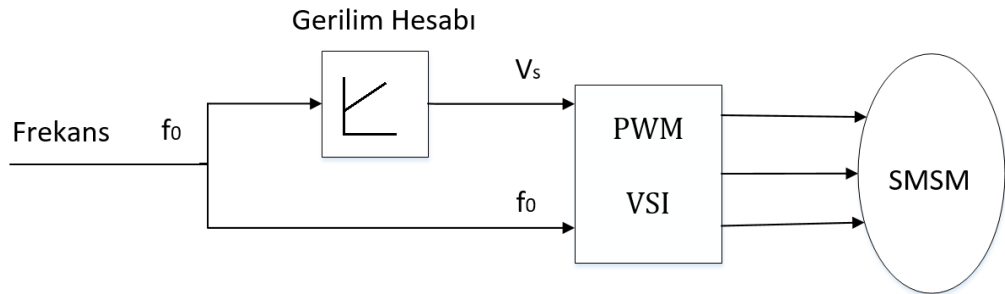 Gerilim Hesabı
Vs
Frekans f0
f0
PWM
VSI
SMSM